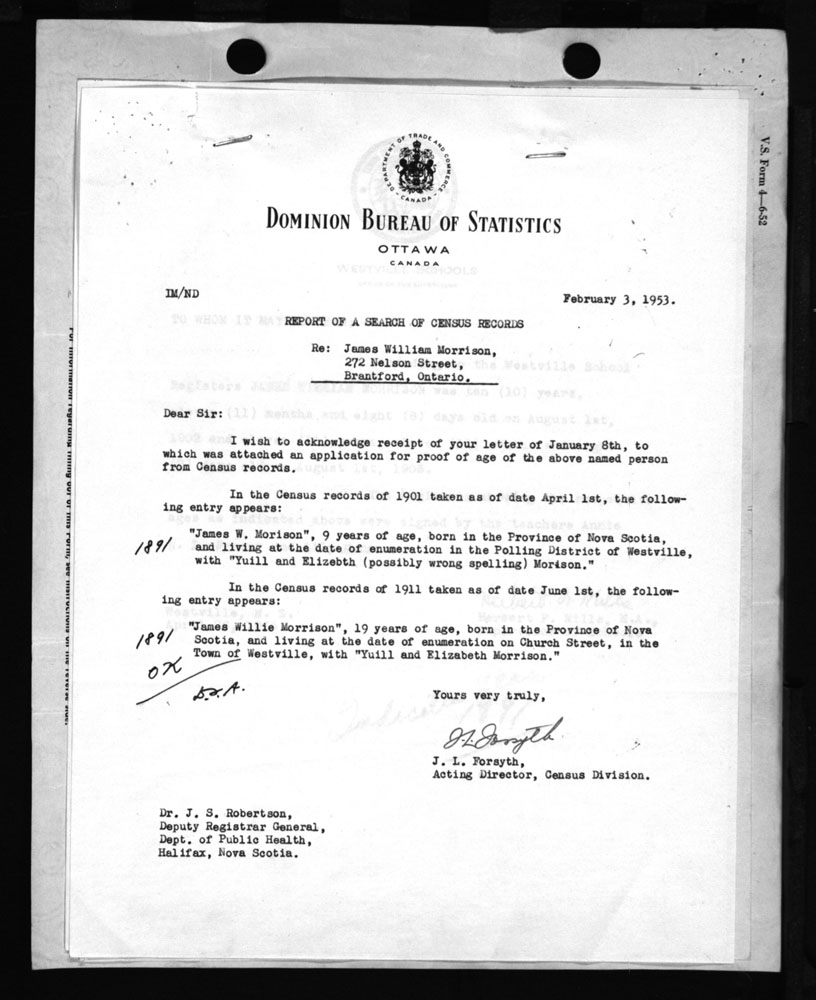 DEPARTMENT OF TRADE AND COMMERCE
CANADA
V.S. Form 4—6-52
DOMINION BUREAU OF STATISTICS
OTTAWA
CANADA
WESTVILLE SCHOOLS
IM/ND
February 3, 1953.
TO WHOM IT MAY
REPORT OF A SEARCH OF CENSUS RECORDS
Re: James William Morrison,
272 Nelson Street,
Brantford, Ontario.
Dear Sir:
I wish to acknowledge receipt of your letter of January 8th, to
which was attached an application for proof of age of the above named person
from Census records.
In the Census records of 1901 taken as of date April 1st, the follow-
ing entry appears:
"James W. Morison", 9 years of age, born in the Province of Nova Scotia,
1891 and living at the date of enumeration in the Polling District of Westville,
with "Yuill and Elizebth (possibly wrong spelling) Morison."
In the Census records of 1911 taken as of date June 1st, the follow-
ing entry appears:
"James Willie Morrison", 19 years of age, born in the Province of Nova
1891 Scotia, and living at the date of enumeration on Church Street, in the
Town of Westville, with "Yuill and Elizabeth Morrison."
OK
Yours very truly,
J. L. Forsyth
J. L. Forsyth,
Acting Director, Census Division.
Dr. J. S. Robertson,
Deputy Registrar General,
Dept. of Public Health,
Halifax, Nova Scotia.